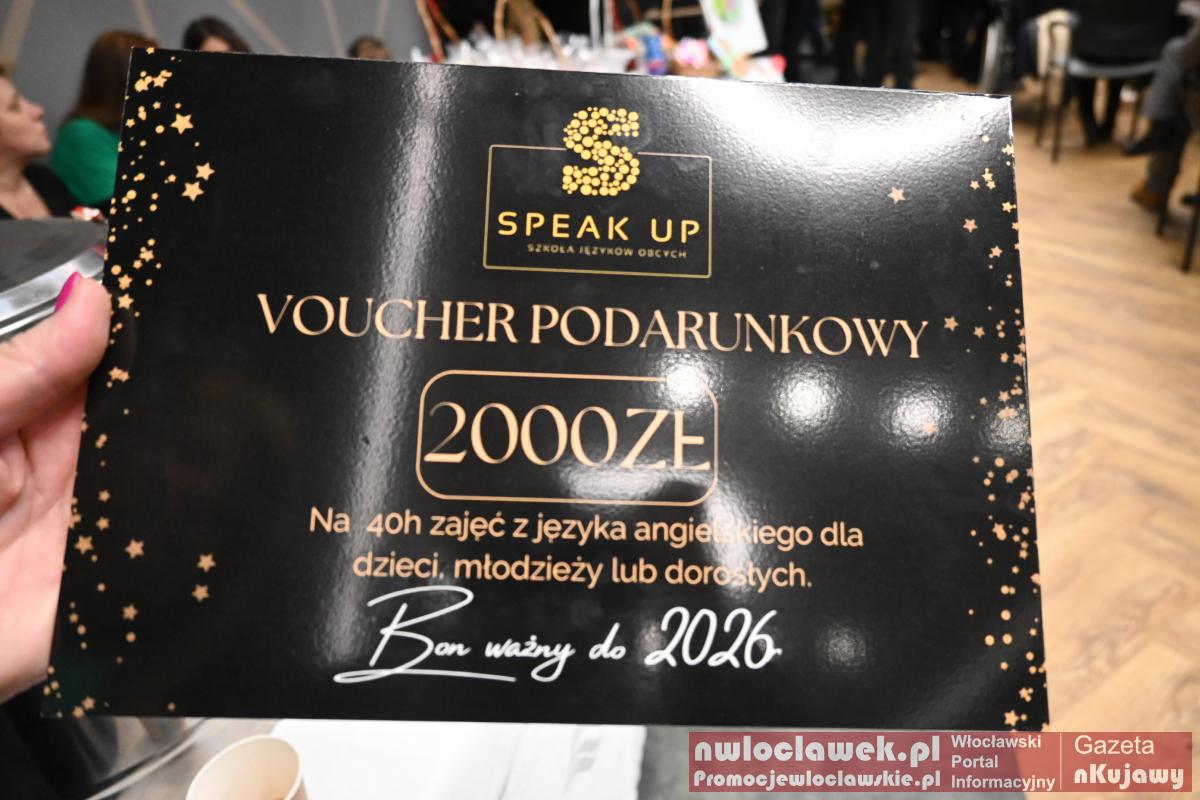 S
SPEAK UP
SZKOŁA JĘZYKÓW OBCYCH
VOUCHER PODARUNKOWY
2000ZŁ
Na 40h zajęć z języka angielskiego dla
dzieci, młodzieży lub dorosłych.
Bon ważny do 2026r
nwloclawek.pl
Promocjewloclawskie.pl
Włocławski
Portal
Informacyjny
Gazeta
nKujawy